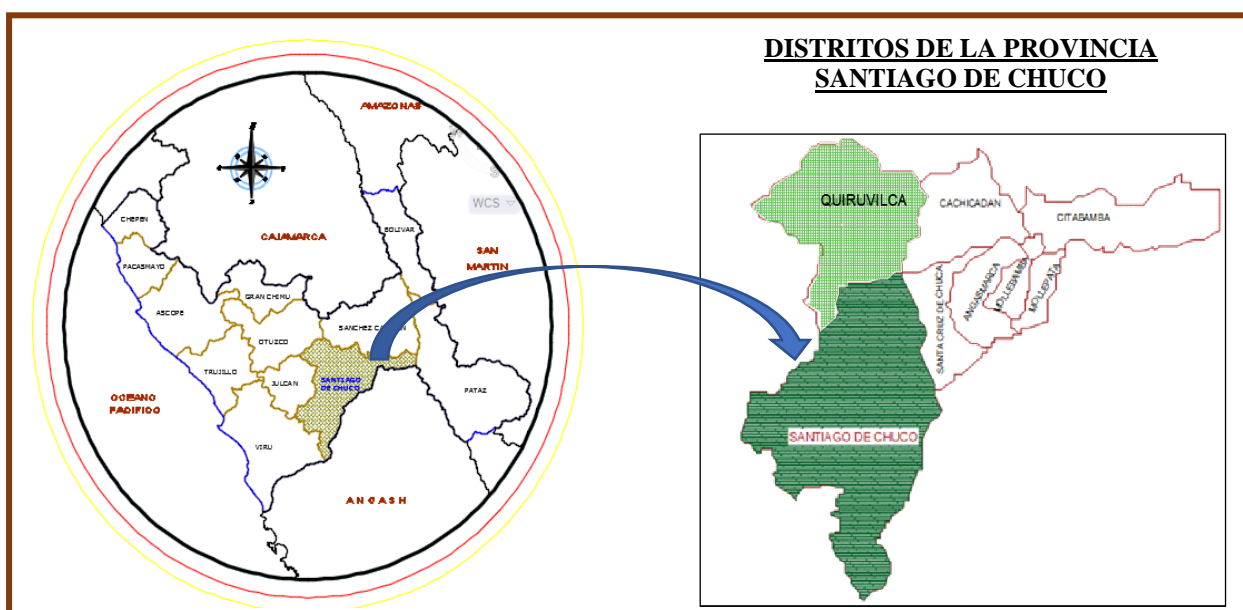 DISTRITOS DE LA PROVINCIA
SANTIAGO DE CHUCO
AMAZONAS
WCS
CHEPEN
CAJAMARCA
BOLIVAR
SAN
MARTIN
PACASMAYO
GRAN CHIMU
ASCOPE
SANCHEZ
OTUZCO
TRUJILLO
JULCAN
SANTIAGO
DE CHUCO
PATAZ
OCEANO
PACIFICO
VIRU
ANCASH
QUIRUVILCA
CACHICADAN
CITABAMBA
SANTA CRUZ DE CHUCA
ANGASMARCA
MOLLEBAMBA
MOLLEPATA
SANTIAGO DE CHUCO